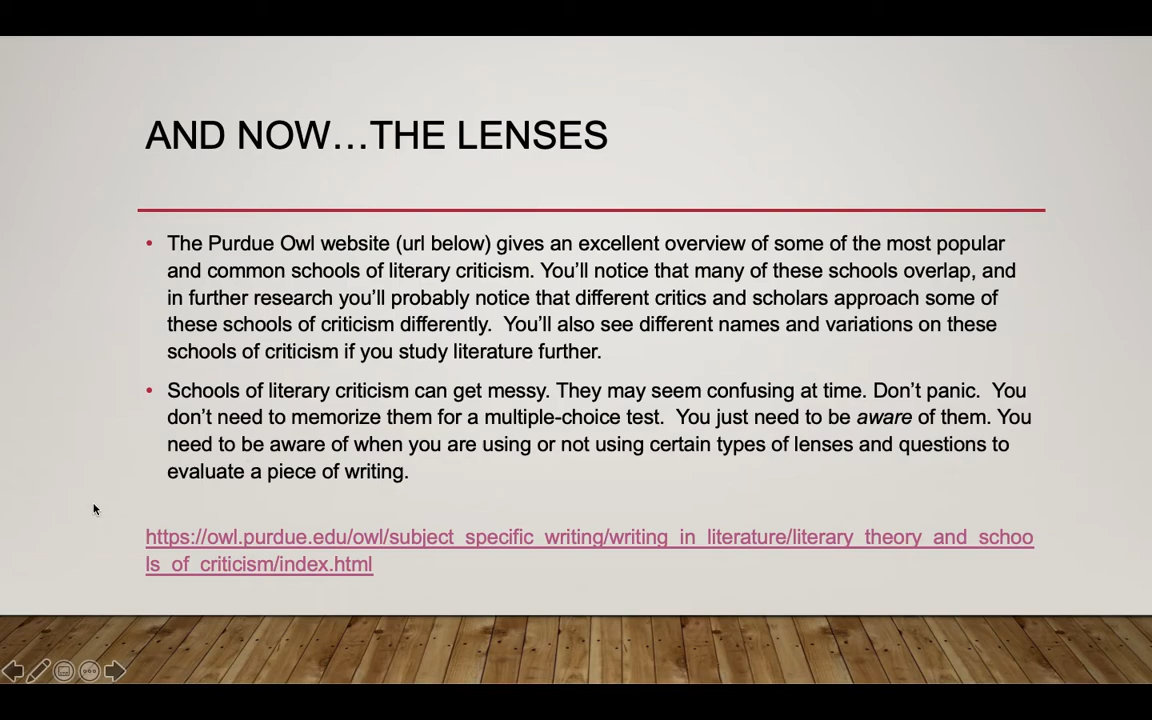 AND NOW…THE LENSES
• The Purdue Owl website (url below) gives an excellent overview of some of the most popular
and common schools of literary criticism. You’ll notice that many of these schools overlap, and
in further research you’ll probably notice that different critics and scholars approach some of
these schools of criticism differently.  You’ll also see different names and variations on these
schools of criticism if you study literature further.
• Schools of literary criticism can get messy. They may seem confusing at time. Don’t panic.  You
don’t need to memorize them for a multiple-choice test.  You just need to be aware of them. You
need to be aware of when you are using or not using certain types of lenses and questions to
evaluate a piece of writing.
https://owl.purdue.edu/owl/subject_specific_writing/writing_in_literature/literary_theory_and_schoo
ls_of_criticism/index.html